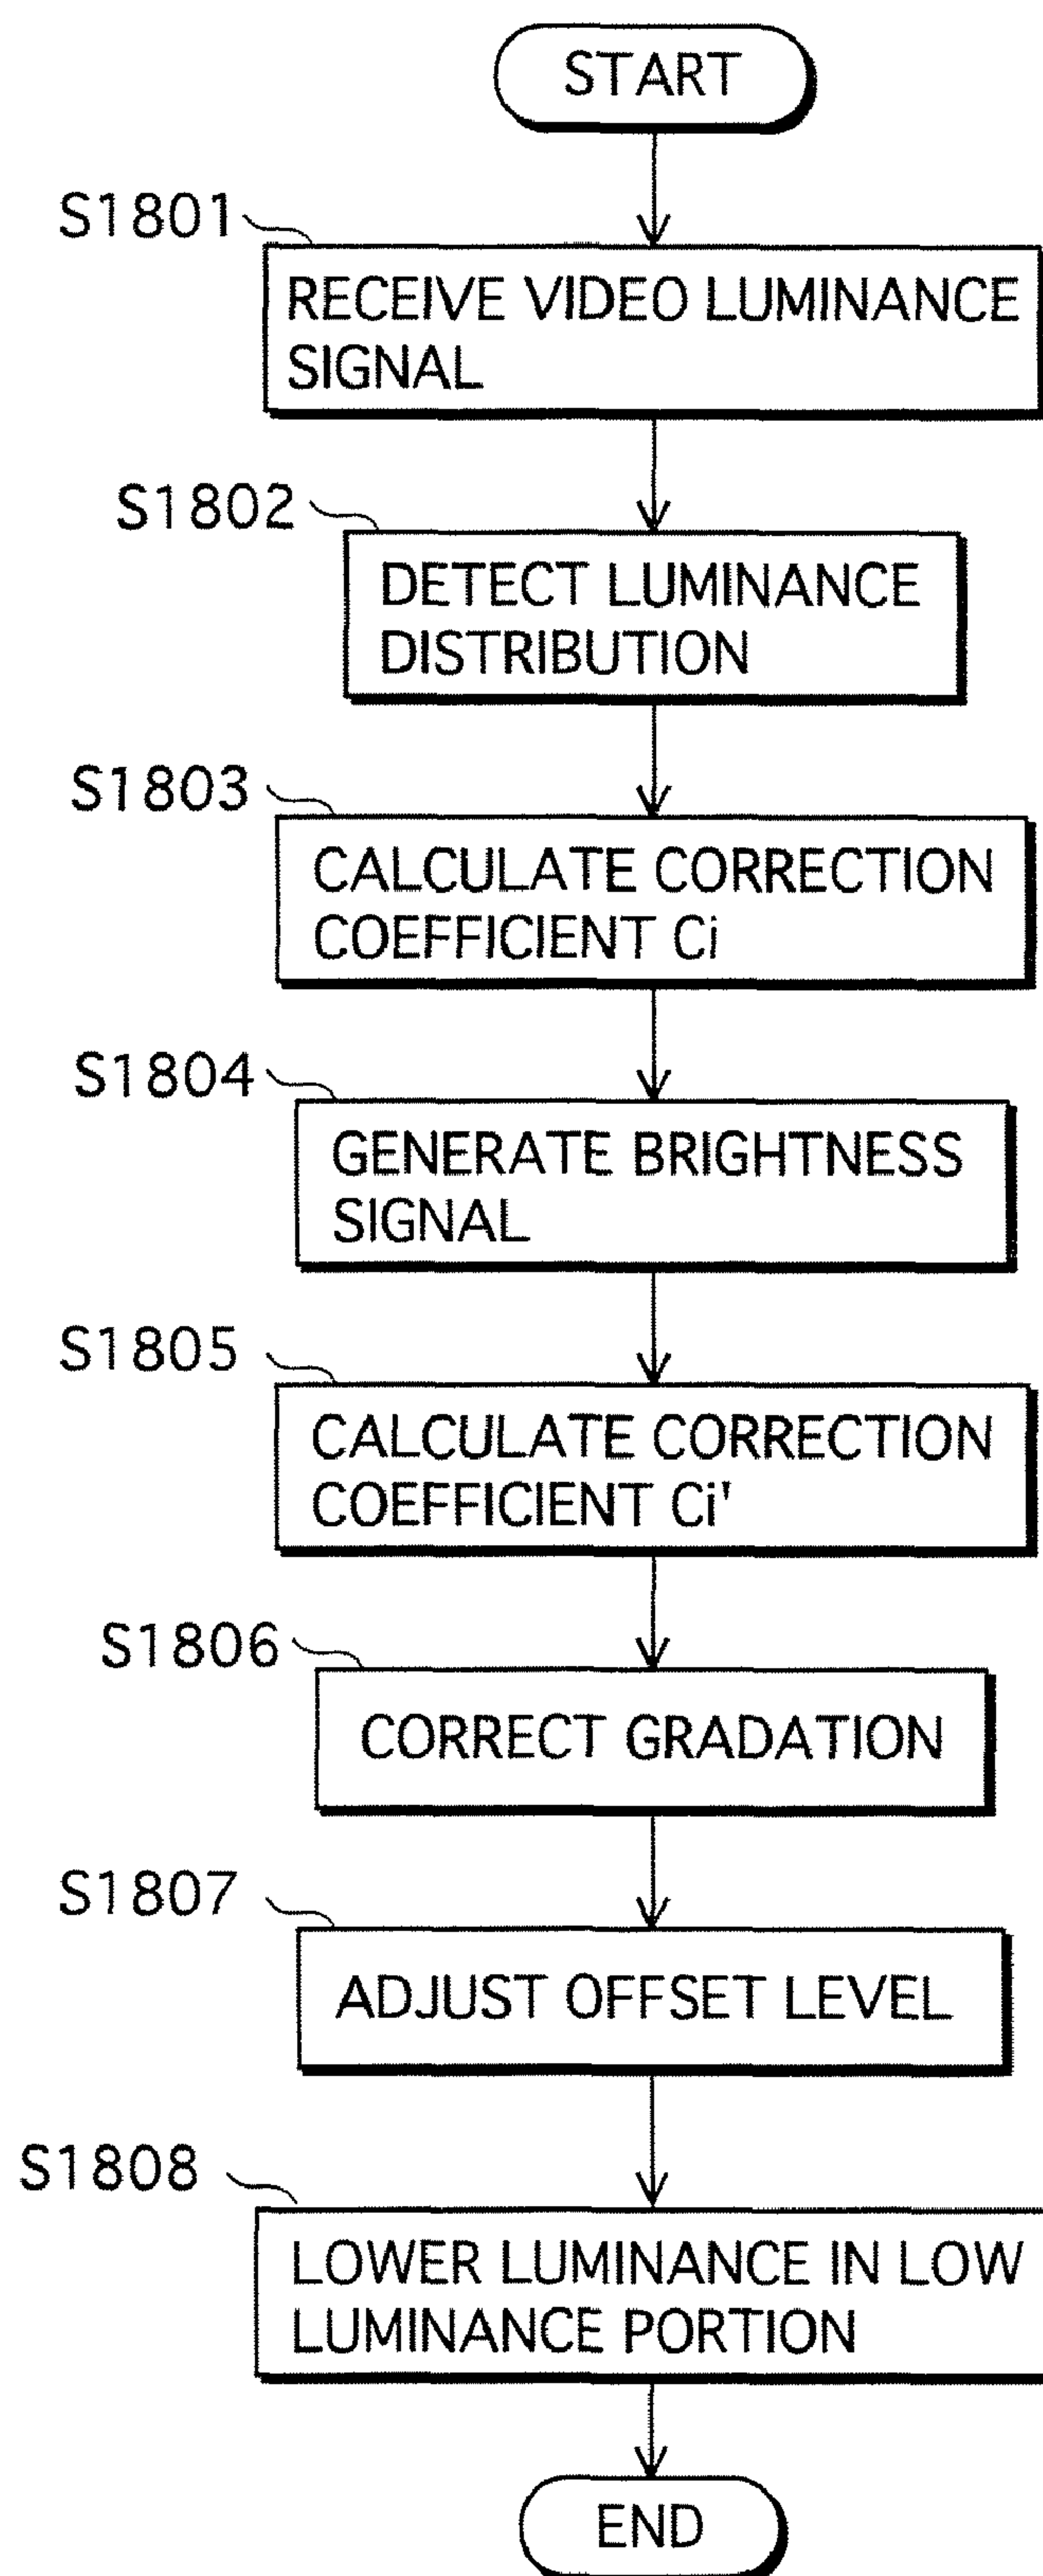 START
S1801
RECEIVE VIDEO LUMINANCE
SIGNAL
S1802
DETECT LUMINANCE
DISTRIBUTION
S1803
CALCULATE CORRECTION
COEFFICIENT Ci
S1804
GENERATE BRIGHTNESS
SIGNAL
S1805
CALCULATE CORRECTION
COEFFICIENT Ci'
S1806
CORRECT GRADATION
S1807
ADJUST OFFSET LEVEL
S1808
LOWER LUMINANCE IN LOW
LUMINANCE PORTION
END